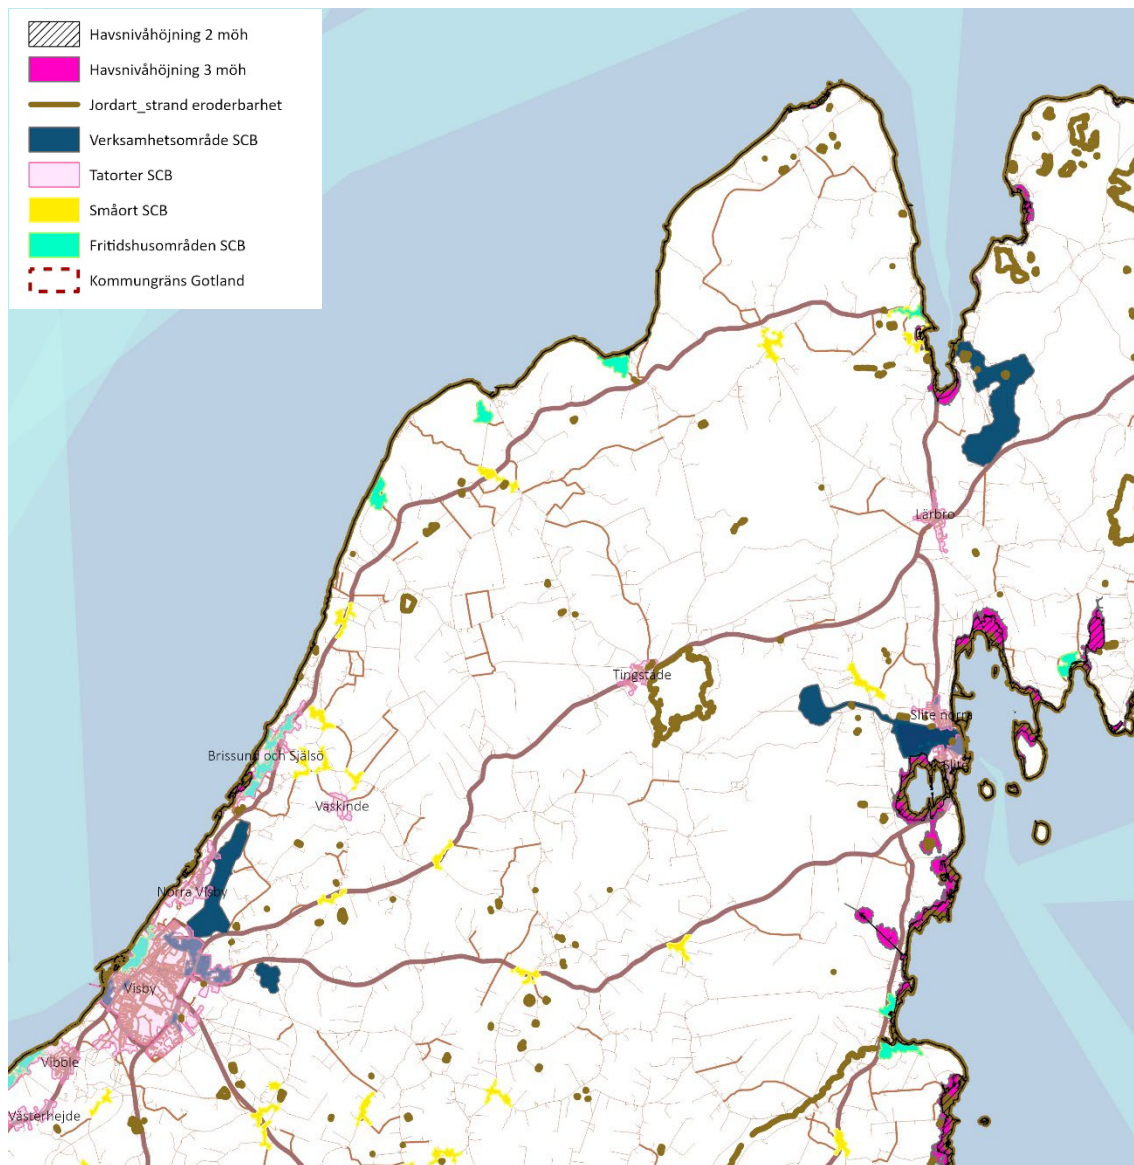 Havsnivåhöjning 2 möh
Havsnivåhöjning 3 möh
Jordart_strand eroderbarhet
Verksamhetsområde SCB
Tatorter SCB
Småort SCB
Fritidshusområden SCB
Kommungräns Gotland
Lärbro
Tingstäde
Slite norra
Brissund och Själsö
Slite
Väskinde
Norra Visby
Visby
Vibble
Västerhejde